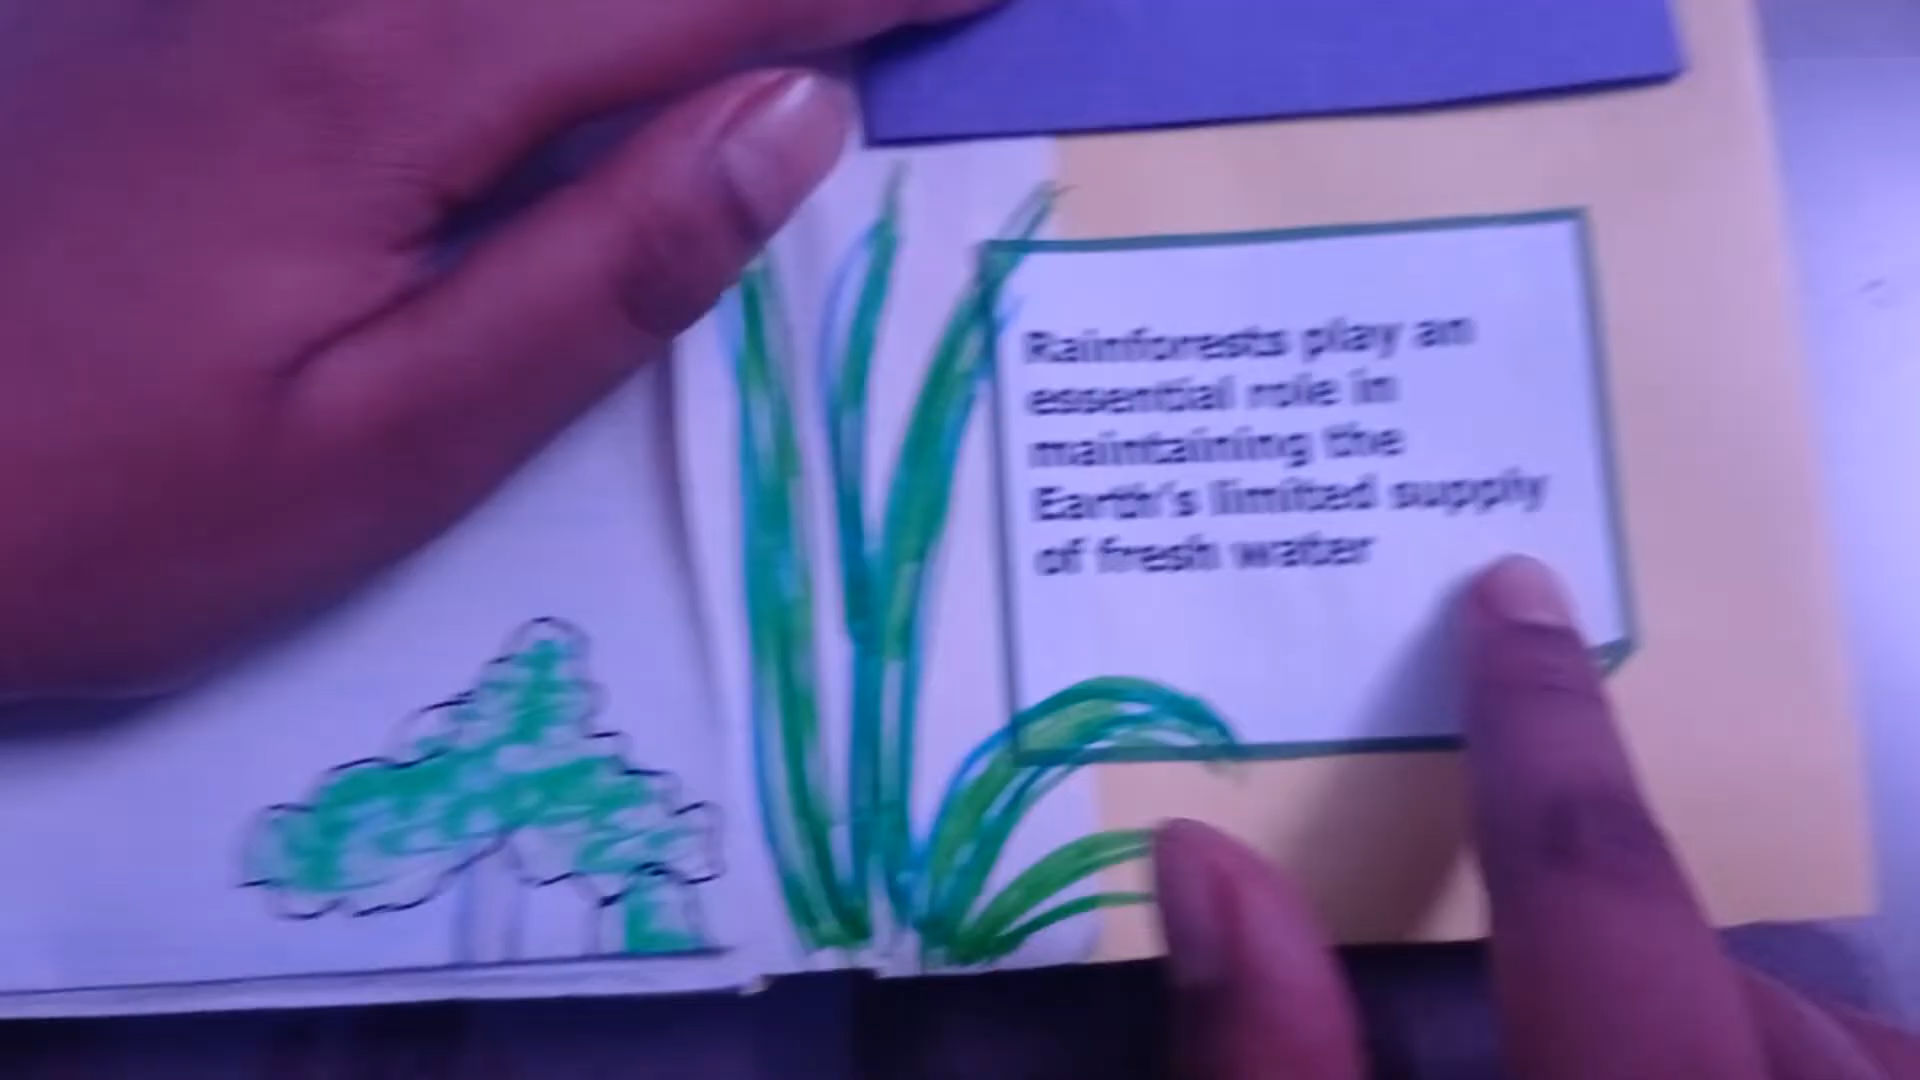 Rainforests play an
essential role in
maintaining the
Earth's limited supply
of fresh water